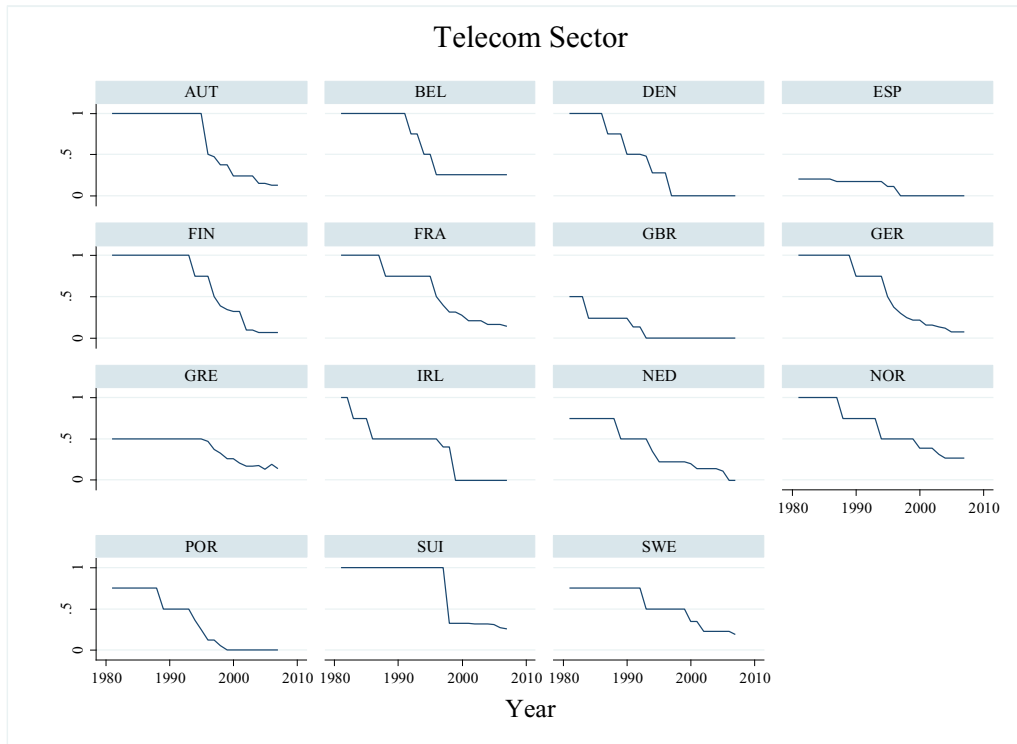 Telecom Sector
AUT BEL DEN ESP
0 .5 1
FIN FRA GBR GER
0 .5 1
GRE IRL NED NOR
0 .5 1
1980 1990 2000 2010
POR SUI SWE
0 .5 1
1980 1990 2000 2010 1980 1990 2000 2010 1980 1990 2000 2010
Year